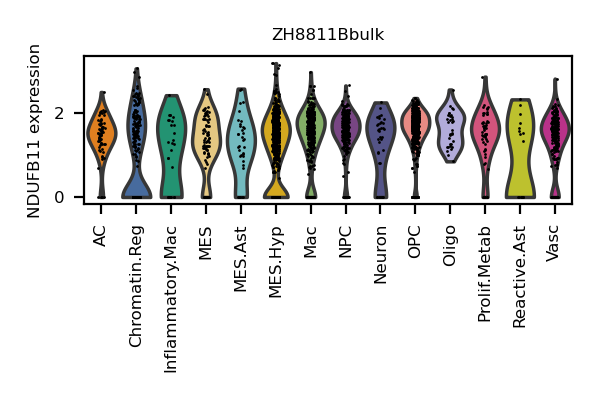 ZH8811Bbulk
NDUFB11 expression
2
0
AC
Chromatin.Reg
Inflammatory.Mac
MES
MES.Ast
MES.Hyp
Mac
NPC
Neuron
OPC
Oligo
Prolif.Metab
Reactive.Ast
Vasc